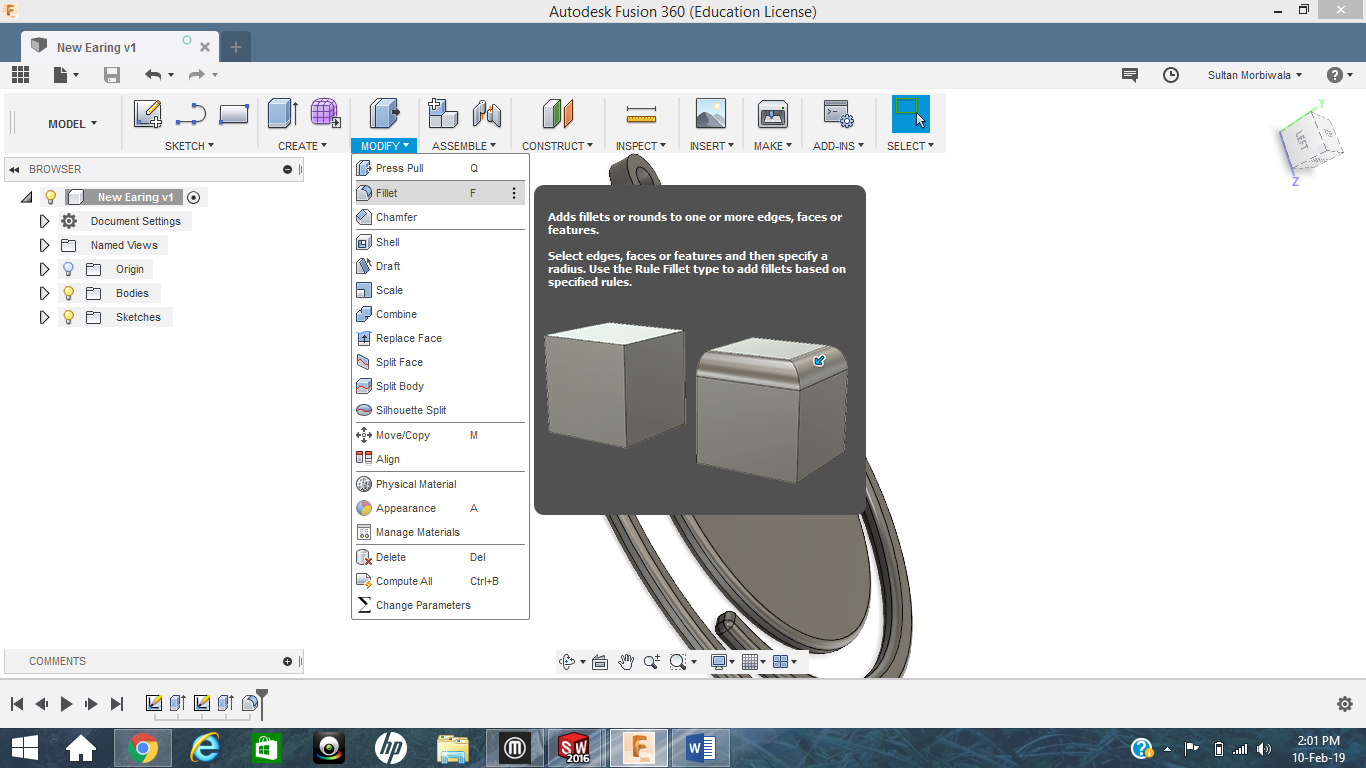 Autodesk Fusion 360 (Education License)
New Earing v1
Sultan Morbiwala
MODEL
SKETCH
CREATE
MODIFY
ASSEMBLE
CONSTRUCT
INSPECT
INSERT
MAKE
ADD-INS
SELECT
BROWSER
New Earing v1
Document Settings
Named Views
Origin
Bodies
Sketches
Press Pull Q
Fillet F
Chamfer
Shell
Draft
Scale
Combine
Replace Face
Split Face
Split Body
Silhouette Split
Move/Copy M
Align
Physical Material
Appearance A
Manage Materials
Delete Del
Compute All Ctrl+B
Change Parameters
Adds fillets or rounds to one or more edges, faces or
features.
Select edges, faces or features and then specify a
radius. Use the Rule Fillet type to add fillets based on
specified rules.
Y
LEFT
Z
COMMENTS
hp
SW
2016
F
360
W
2:01 PM
10-Feb-19